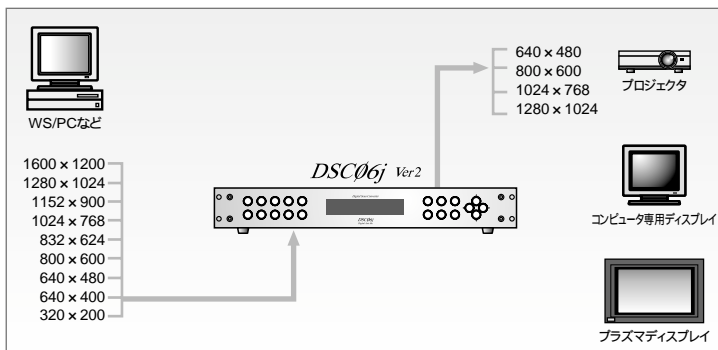 WS/PCなど
1600 × 1200
1280 × 1024
1152 × 900
1024 × 768
832 × 624
800 × 600
640 × 480
640 × 400
320 × 200
DSCØ6j Ver2
DSCØ6j
640 × 480
800 × 600
1024 × 768
1280 × 1024
プロジェクタ
コンピュータ専用ディスプレイ
プラズマディスプレイ